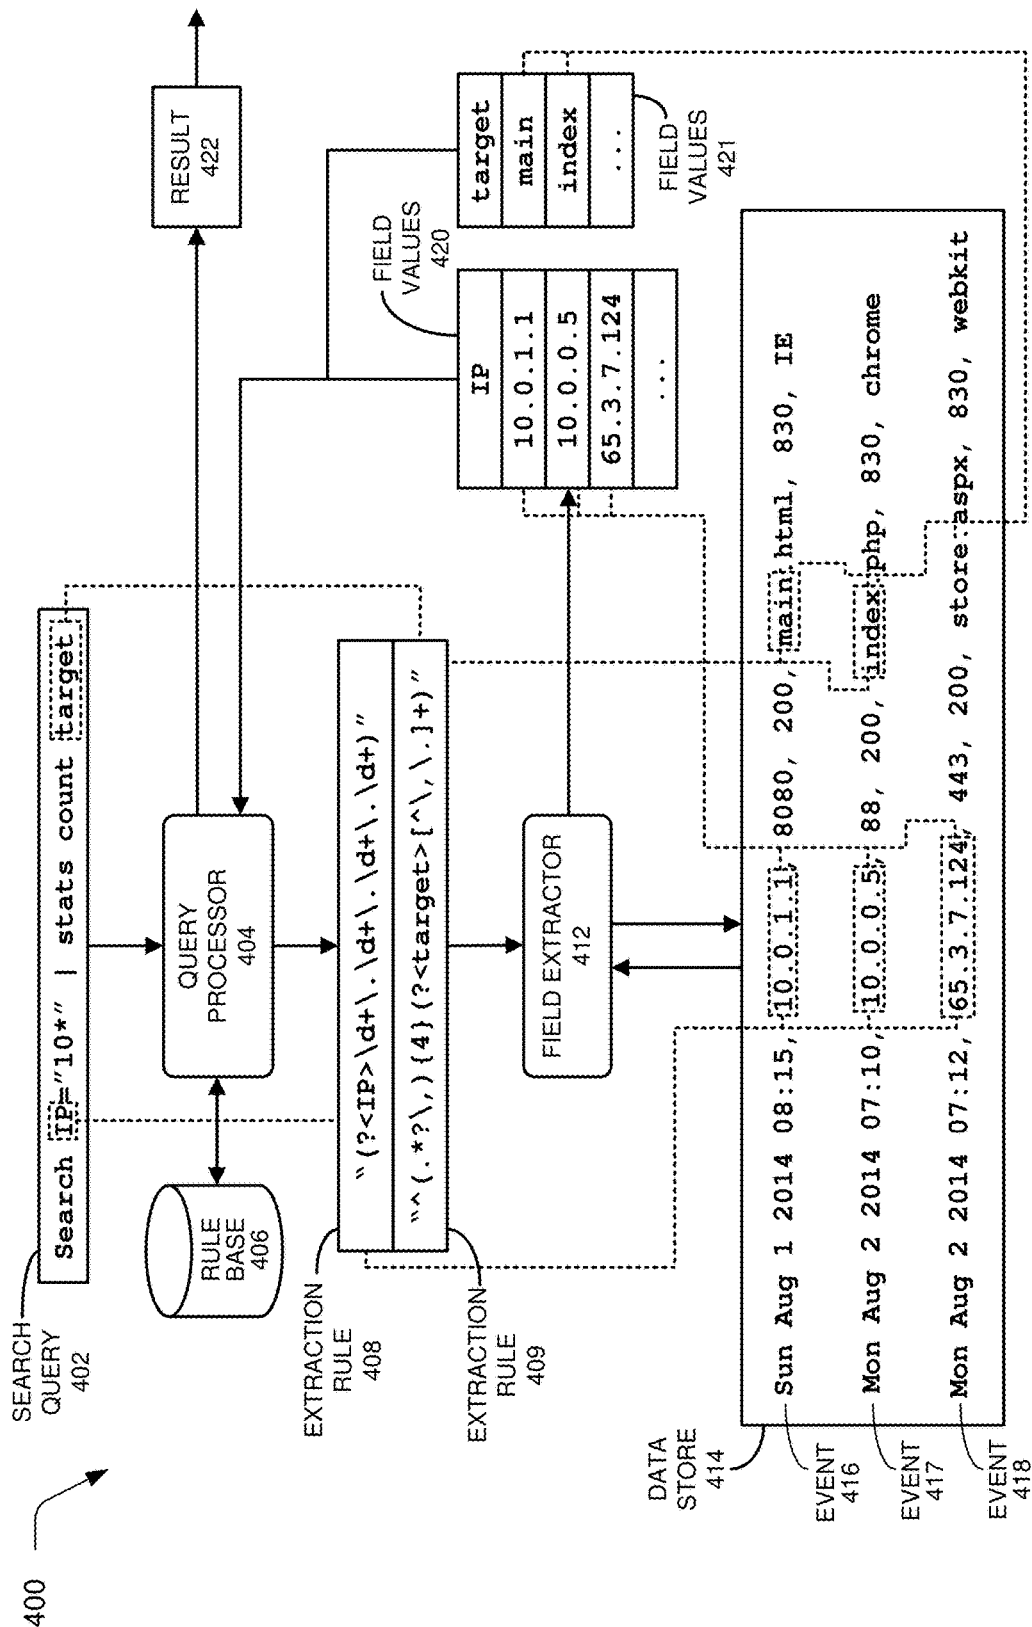 400
SEARCH
QUERY
402
Search IP="10*" | stats count target
RULE
BASE
406
QUERY
PROCESSOR
404
RESULT
422
EXTRACTION
RULE
408
"(?<IP>\d+\.\d+\.\d+\.\d+)"
"^(.*?\,){4}(?<target>[^\,\.]+)"
EXTRACTION
RULE
409
FIELD EXTRACTOR
412
FIELD
VALUES
420
IP
10.0.1.1
10.0.0.5
65.3.7.124
...
target
main
index
...
FIELD
VALUES
421
DATA
STORE
414
EVENT
416
Sun Aug 1 2014 08:15, 10.0.1.1, 8080, 200, main.html, 830, IE
EVENT
417
Mon Aug 2 2014 07:10, 10.0.0.5, 88, 200, index.php, 830, chrome
EVENT
418
Mon Aug 2 2014 07:12, 65.3.7.124, 443, 200, store.aspx, 830, webkit